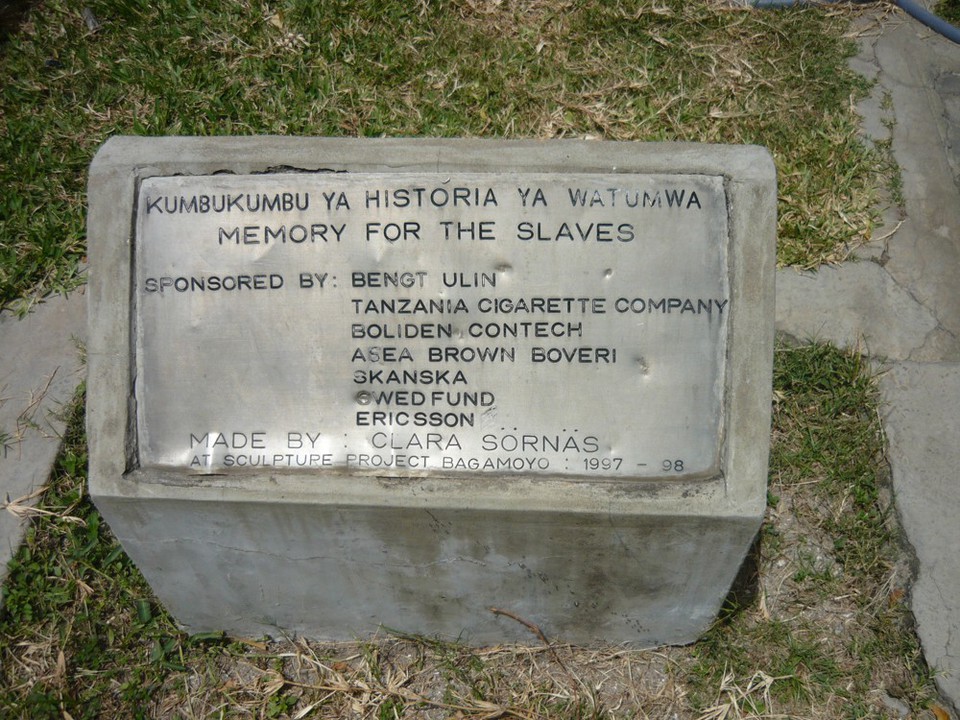 KUMBUKUMBU YA HISTORIA YA WATUMWA
MEMORY FOR THE SLAVES
SPONSORED BY: BENGT ULIN
TANZANIA CIGARETTE COMPANY
BOLIDEN CONTECH
ASEA BROWN BOVERI
SKANSKA
SWEDFUND
ERICSSON
MADE BY : CLARA SÖRNÄS
AT SCULPTURE PROJECT BAGAMOYO : 1997 - 98